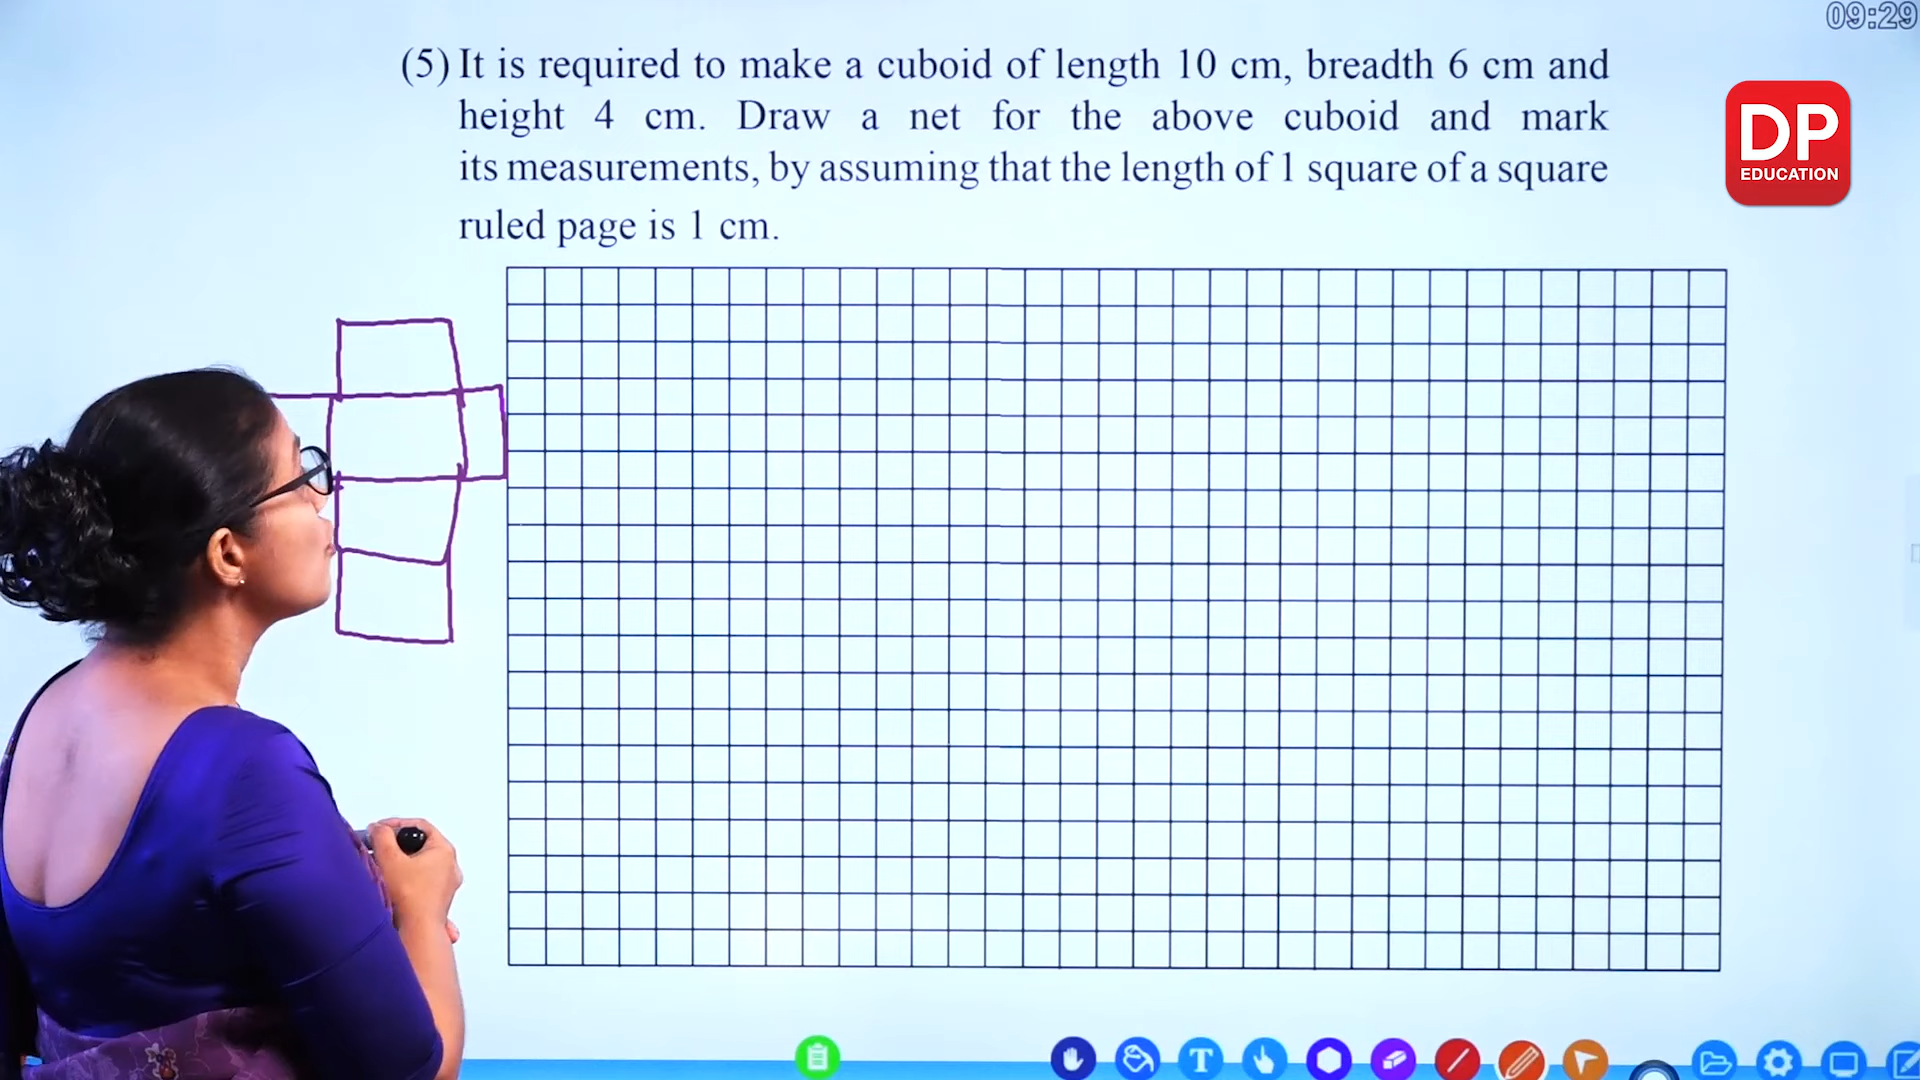 09:29
(5) It is required to make a cuboid of length 10 cm, breadth 6 cm and
height 4 cm. Draw a net for the above cuboid and mark
its measurements, by assuming that the length of 1 square of a square
ruled page is 1 cm.
DP
EDUCATION
T